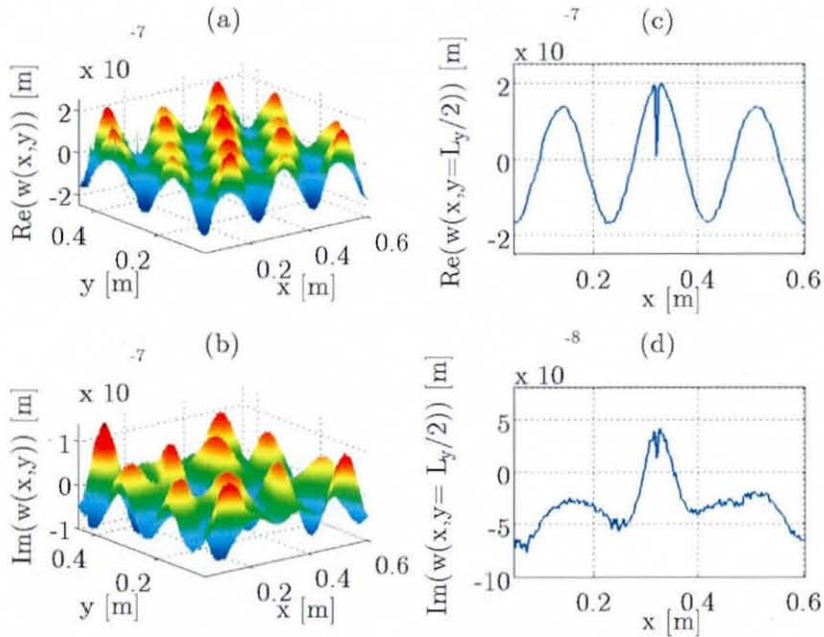 (a)
-7
x 10
Re(w(x,y)) [m]
2
0
-2
0.4
0.2
y [m]
0.2
0.4
0.6
x [m]
-7
(c)
x 10
Re(w(x,y=L_y/2)) [m]
2
0
-2
0.2
0.4
0.6
x [m]
(b)
-7
x 10
Im(w(x,y)) [m]
1
0
-1
0.4
0.2
y [m]
0.2
0.4
0.6
x [m]
-8
(d)
x 10
Im(w(x,y= L_y/2)) [m]
5
0
-5
-10
0.2
0.4
0.6
x [m]